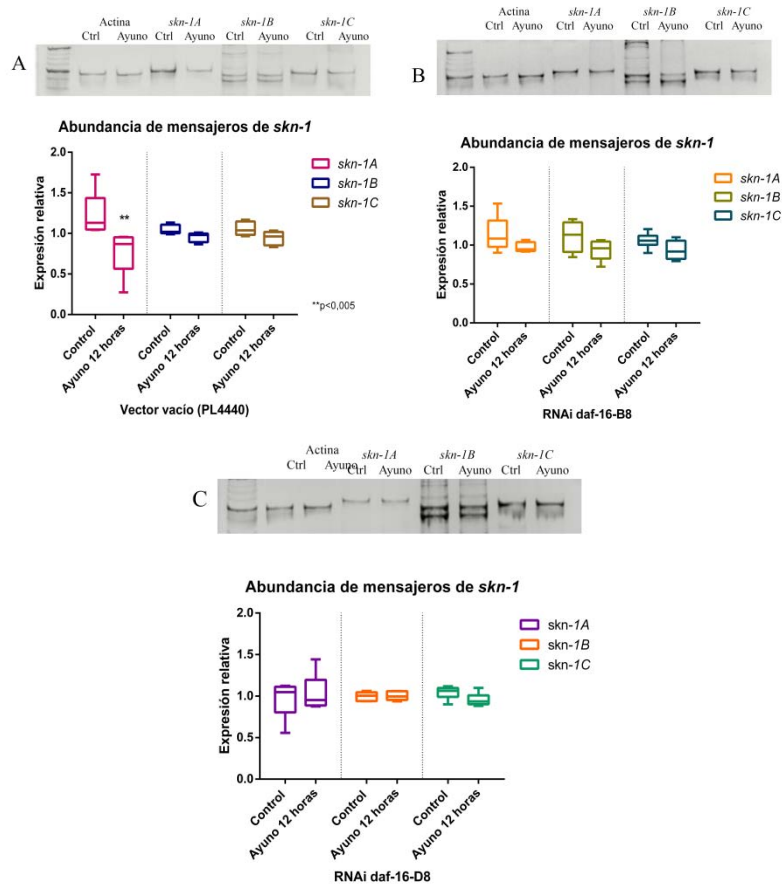 A
Actina skn-1A skn-1B skn-1C
Ctrl Ayuno Ctrl Ayuno Ctrl Ayuno Ctrl Ayuno
Abundancia de mensajeros de skn-1
Expresión relativa
2.0
1.5
1.0
0.5
0.0
**
skn-1A
skn-1B
skn-1C
**p<0,005
Control
Ayuno 12 horas
Control
Ayuno 12 horas
Control
Ayuno 12 horas
Vector vacio (PL4440)
B
Actina skn-1A skn-1B skn-1C
Ctrl Ayuno Ctrl Ayuno Ctrl Ayuno Ctrl Ayuno
Abundancia de mensajeros de skn-1
Expresión relativa
2.0
1.5
1.0
0.5
0.0
skn-1A
skn-1B
skn-1C
Control
Ayuno 12 horas
Control
Ayuno 12 horas
Control
Ayuno 12 horas
RNAi daf-16-B8
C
Actina skn-1A skn-1B skn-1C
Ctrl Ayuno Ctrl Ayuno Ctrl Ayuno Ctrl Ayuno
Abundancia de mensajeros de skn-1
Expresión relativa
2.0
1.5
1.0
0.5
0.0
skn-1A
skn-1B
skn-1C
Control
Ayuno 12 horas
Control
Ayuno 12 horas
Control
Ayuno 12 horas
RNAi daf-16-D8